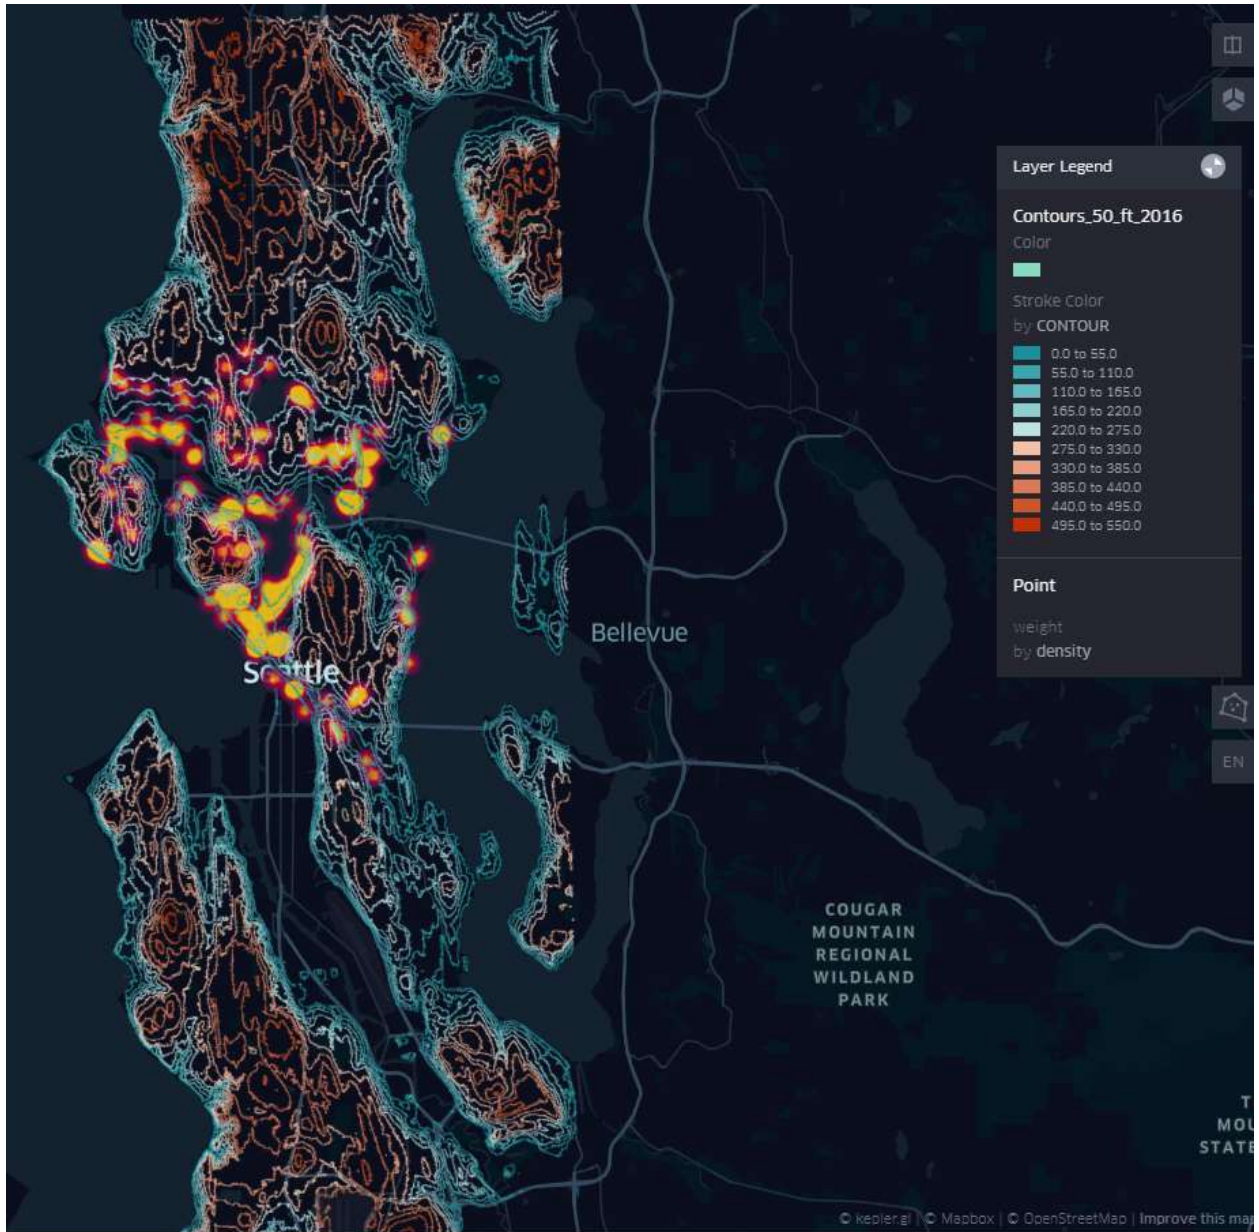 Layer Legend
Contours_50_ft_2016
Color
Stroke Color
by CONTOUR
0.0 to 55.0
55.0 to 110.0
110.0 to 165.0
165.0 to 220.0
220.0 to 275.0
275.0 to 330.0
330.0 to 385.0
385.0 to 440.0
440.0 to 495.0
495.0 to 550.0
Point
weight
by density
Bellevue
Seattle
EN
COUGAR
MOUNTAIN
REGIONAL
WILDLAND
PARK
T
MOU
STATE
© kepler.gl | © Mapbox | © OpenStreetMap | Improve this map